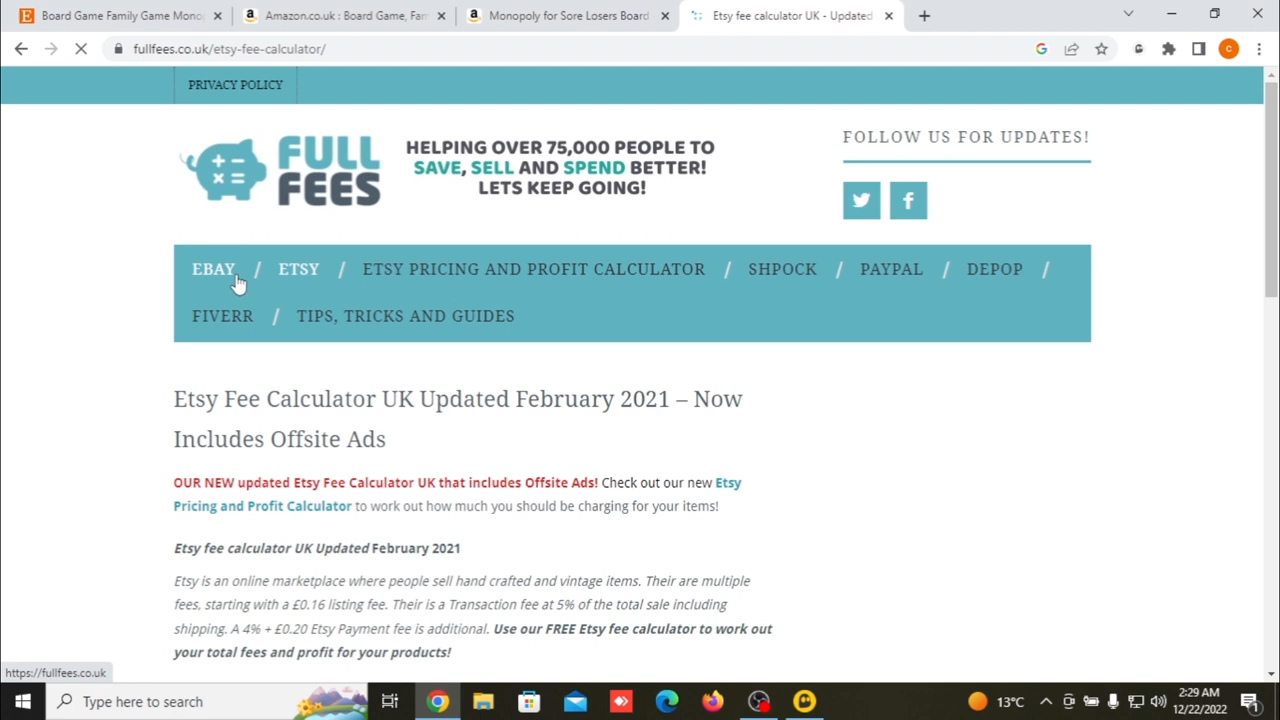 Board Game Family Game Mono
Amazon.co.uk : Board Game, Fam
Monopoly for Sore Losers Board
Etsy fee calculator UK - Updated
fullfees.co.uk/etsy-fee-calculator/
PRIVACY POLICY
FULL
FEES
HELPING OVER 75,000 PEOPLE TO
SAVE, SELL AND SPEND BETTER!
LETS KEEP GOING!
FOLLOW US FOR UPDATES!
EBAY / ETSY / ETSY PRICING AND PROFIT CALCULATOR / SHPOCK / PAYPAL / DEPOP /
FIVERR / TIPS, TRICKS AND GUIDES
Etsy Fee Calculator UK Updated February 2021 – Now
Includes Offsite Ads
OUR NEW updated Etsy Fee Calculator UK that includes Offsite Ads! Check out our new Etsy
Pricing and Profit Calculator to work out how much you should be charging for your items!
Etsy fee calculator UK Updated February 2021
Etsy is an online marketplace where people sell hand crafted and vintage items. Their are multiple
fees, starting with a £0.16 listing fee. Their is a Transaction fee at 5% of the total sale including
shipping. A 4% + £0.20 Etsy Payment fee is additional. Use our FREE Etsy fee calculator to work out
your total fees and profit for your products!
https://fullfees.co.uk
Type here to search
13°C
2:29 AM
12/22/2022